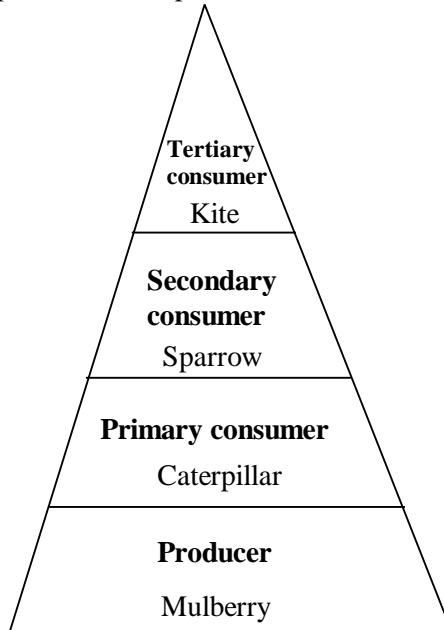 Tertiary
consumer
Kite
Secondary
consumer
Sparrow
Primary consumer
Caterpillar
Producer
Mulberry